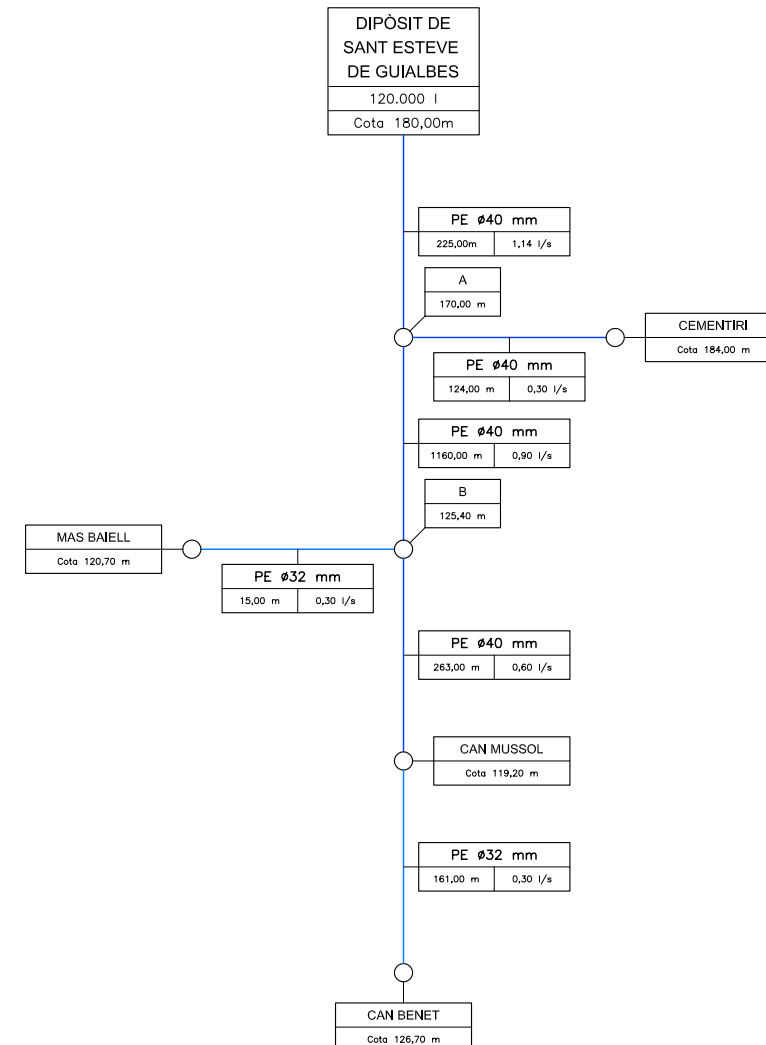 DIPÒSIT DE
SANT ESTEVE
DE GUIALBES
120.000 l
Cota 180,00m
PE ø40 mm
225,00m 1,14 l/s
A
170,00 m
CEMENTIRI
Cota 184,00 m
PE ø40 mm
124,00 m 0,30 l/s
PE ø40 mm
1160,00 m 0,90 l/s
B
125,40 m
MAS BAIELL
Cota 120,70 m
PE ø32 mm
15,00 m 0,30 l/s
PE ø40 mm
263,00 m 0,60 l/s
CAN MUSSOL
Cota 119,20 m
PE ø32 mm
161,00 m 0,30 l/s
CAN BENET
Cota 126,70 m